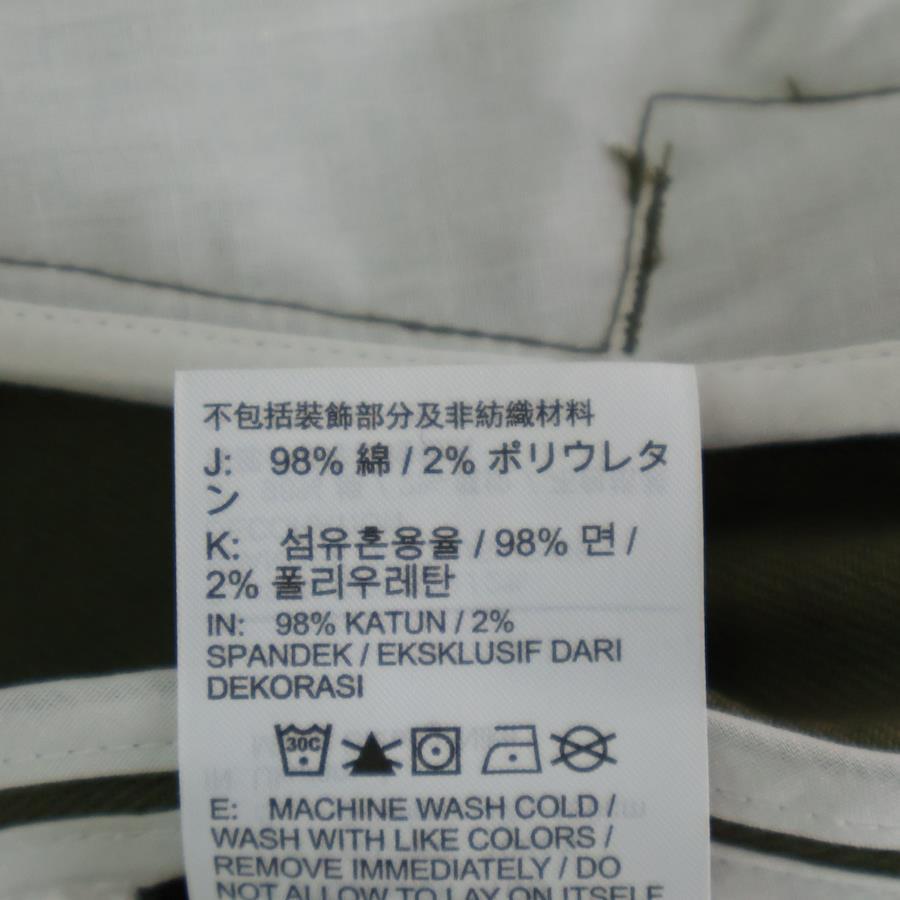 不包括裝飾部分及非紡織材料
J: 98% 綿 / 2% ポリウレタ
ン
K: 섬유혼용율 / 98% 면 /
2% 폴리우레탄
IN: 98% KATUN / 2%
SPANDEK / EKSKLUSIF DARI
DEKORASI
30C
E: MACHINE WASH COLD /
WASH WITH LIKE COLORS /
REMOVE IMMEDIATELY / DO
NOT ALLOW TO LAY ON ITSELF